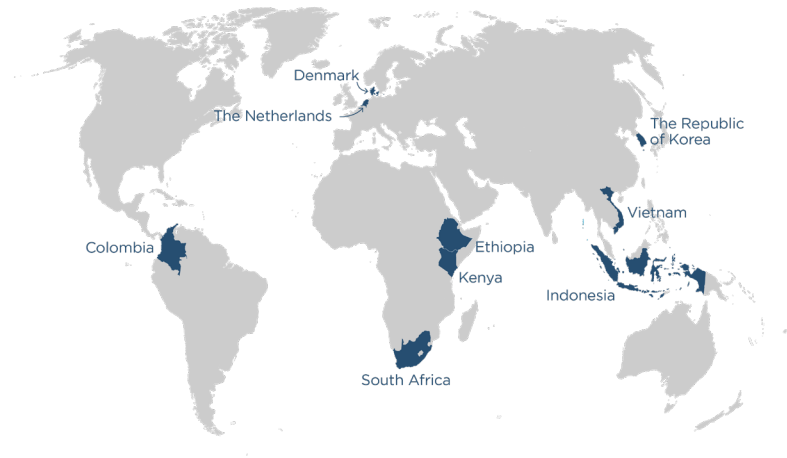 Denmark
The Netherlands
The Republic
of Korea
Vietnam
Colombia
Ethiopia
Kenya
Indonesia
South Africa